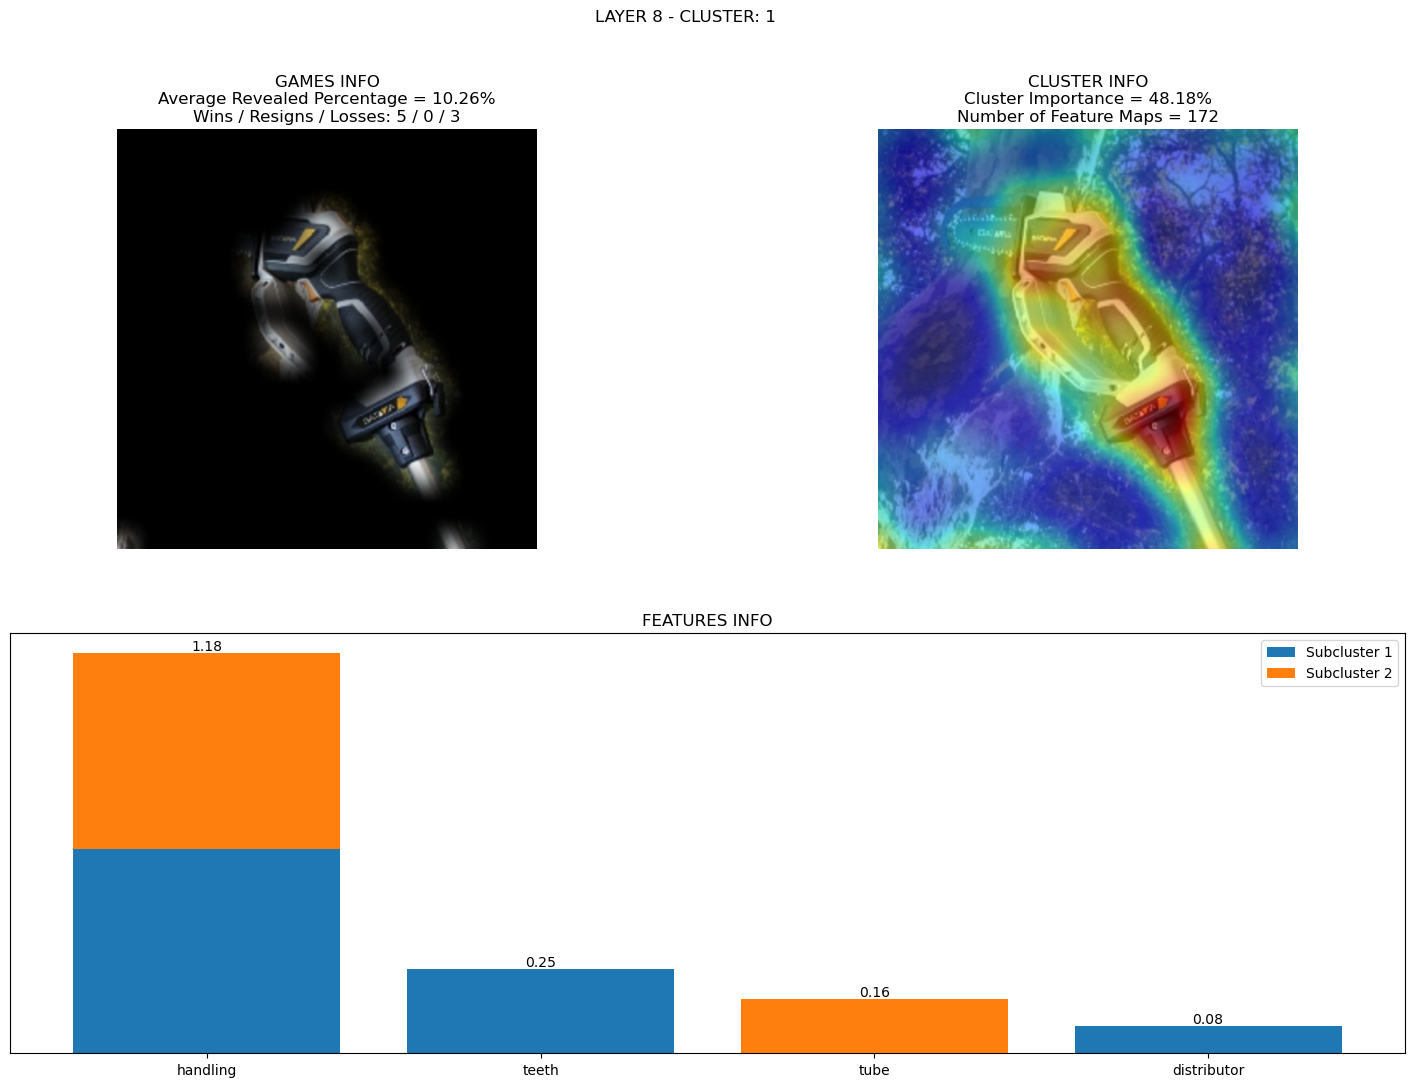 LAYER 8 - CLUSTER: 1
GAMES INFO
Average Revealed Percentage = 10.26%
Wins / Resigns / Losses: 5 / 0 / 3
CLUSTER INFO
Cluster Importance = 48.18%
Number of Feature Maps = 172
FEATURES INFO
1.18
0.25
0.16
0.08
Subcluster 1
Subcluster 2
handling
teeth
tube
distributor